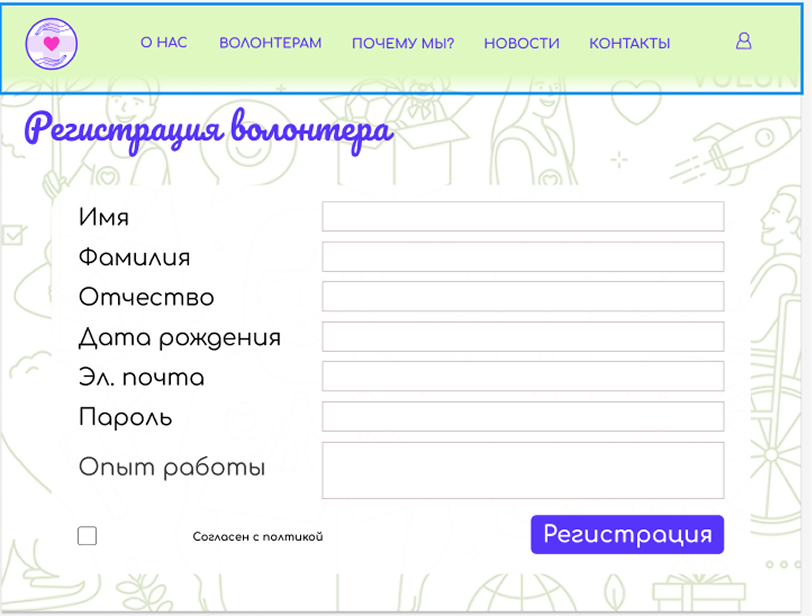 О НАС ВОЛОНТЕРАМ ПОЧЕМУ МЫ? НОВОСТИ КОНТАКТЫ
Регистрация волонтера
Имя
Фамилия
Отчество
Дата рождения
Эл. почта
Пароль
Опыт работы
Согласен с полтикой
Регистрация